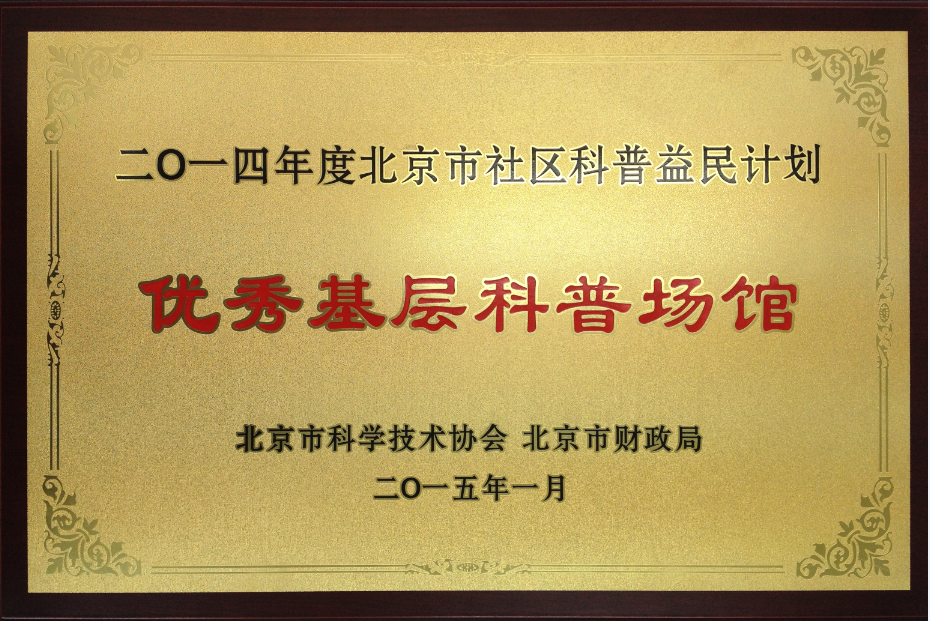 二〇一四年度北京市社区科普益民计划
优秀基层科普场馆
北京市科学技术协会 北京市财政局
二〇一五年一月